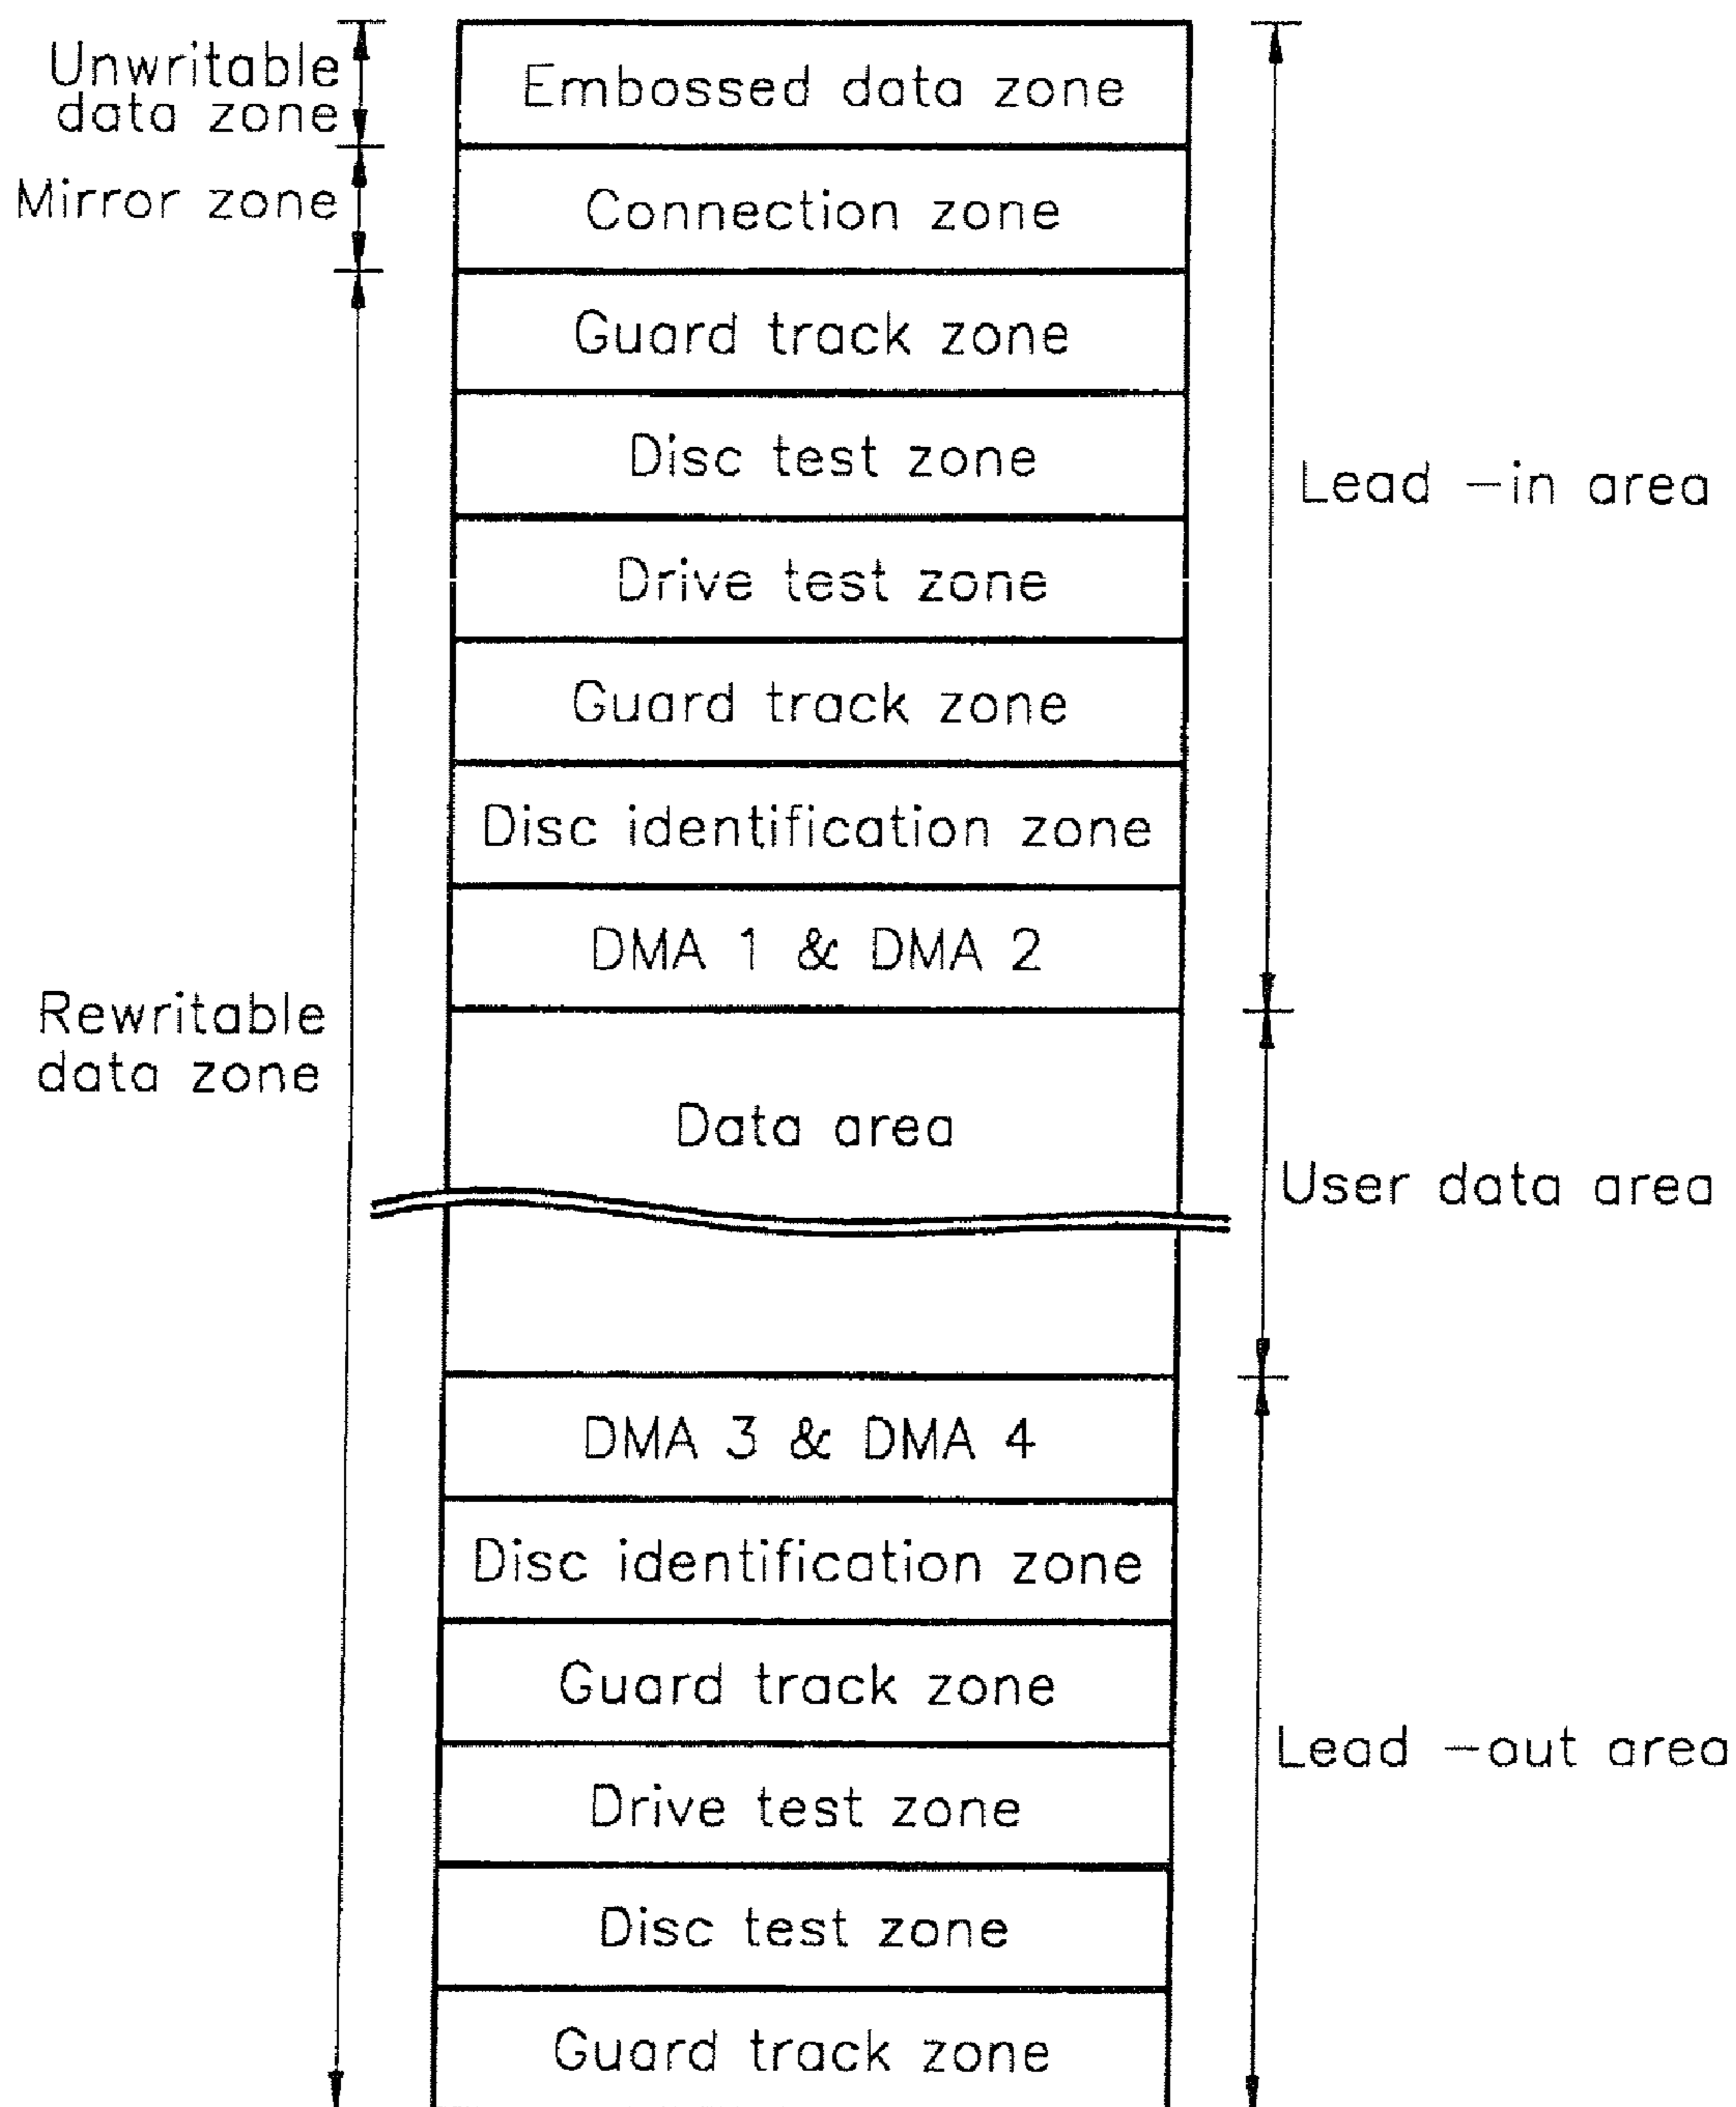 Unwritable
data zone
Embossed data zone
Mirror zone
Connection zone
Guard track zone
Disc test zone
Lead -in area
Drive test zone
Guard track zone
Disc identification zone
DMA 1 & DMA 2
Rewritable
data zone
Data area
User data area
DMA 3 & DMA 4
Disc identification zone
Guard track zone
Lead -out area
Drive test zone
Disc test zone
Guard track zone